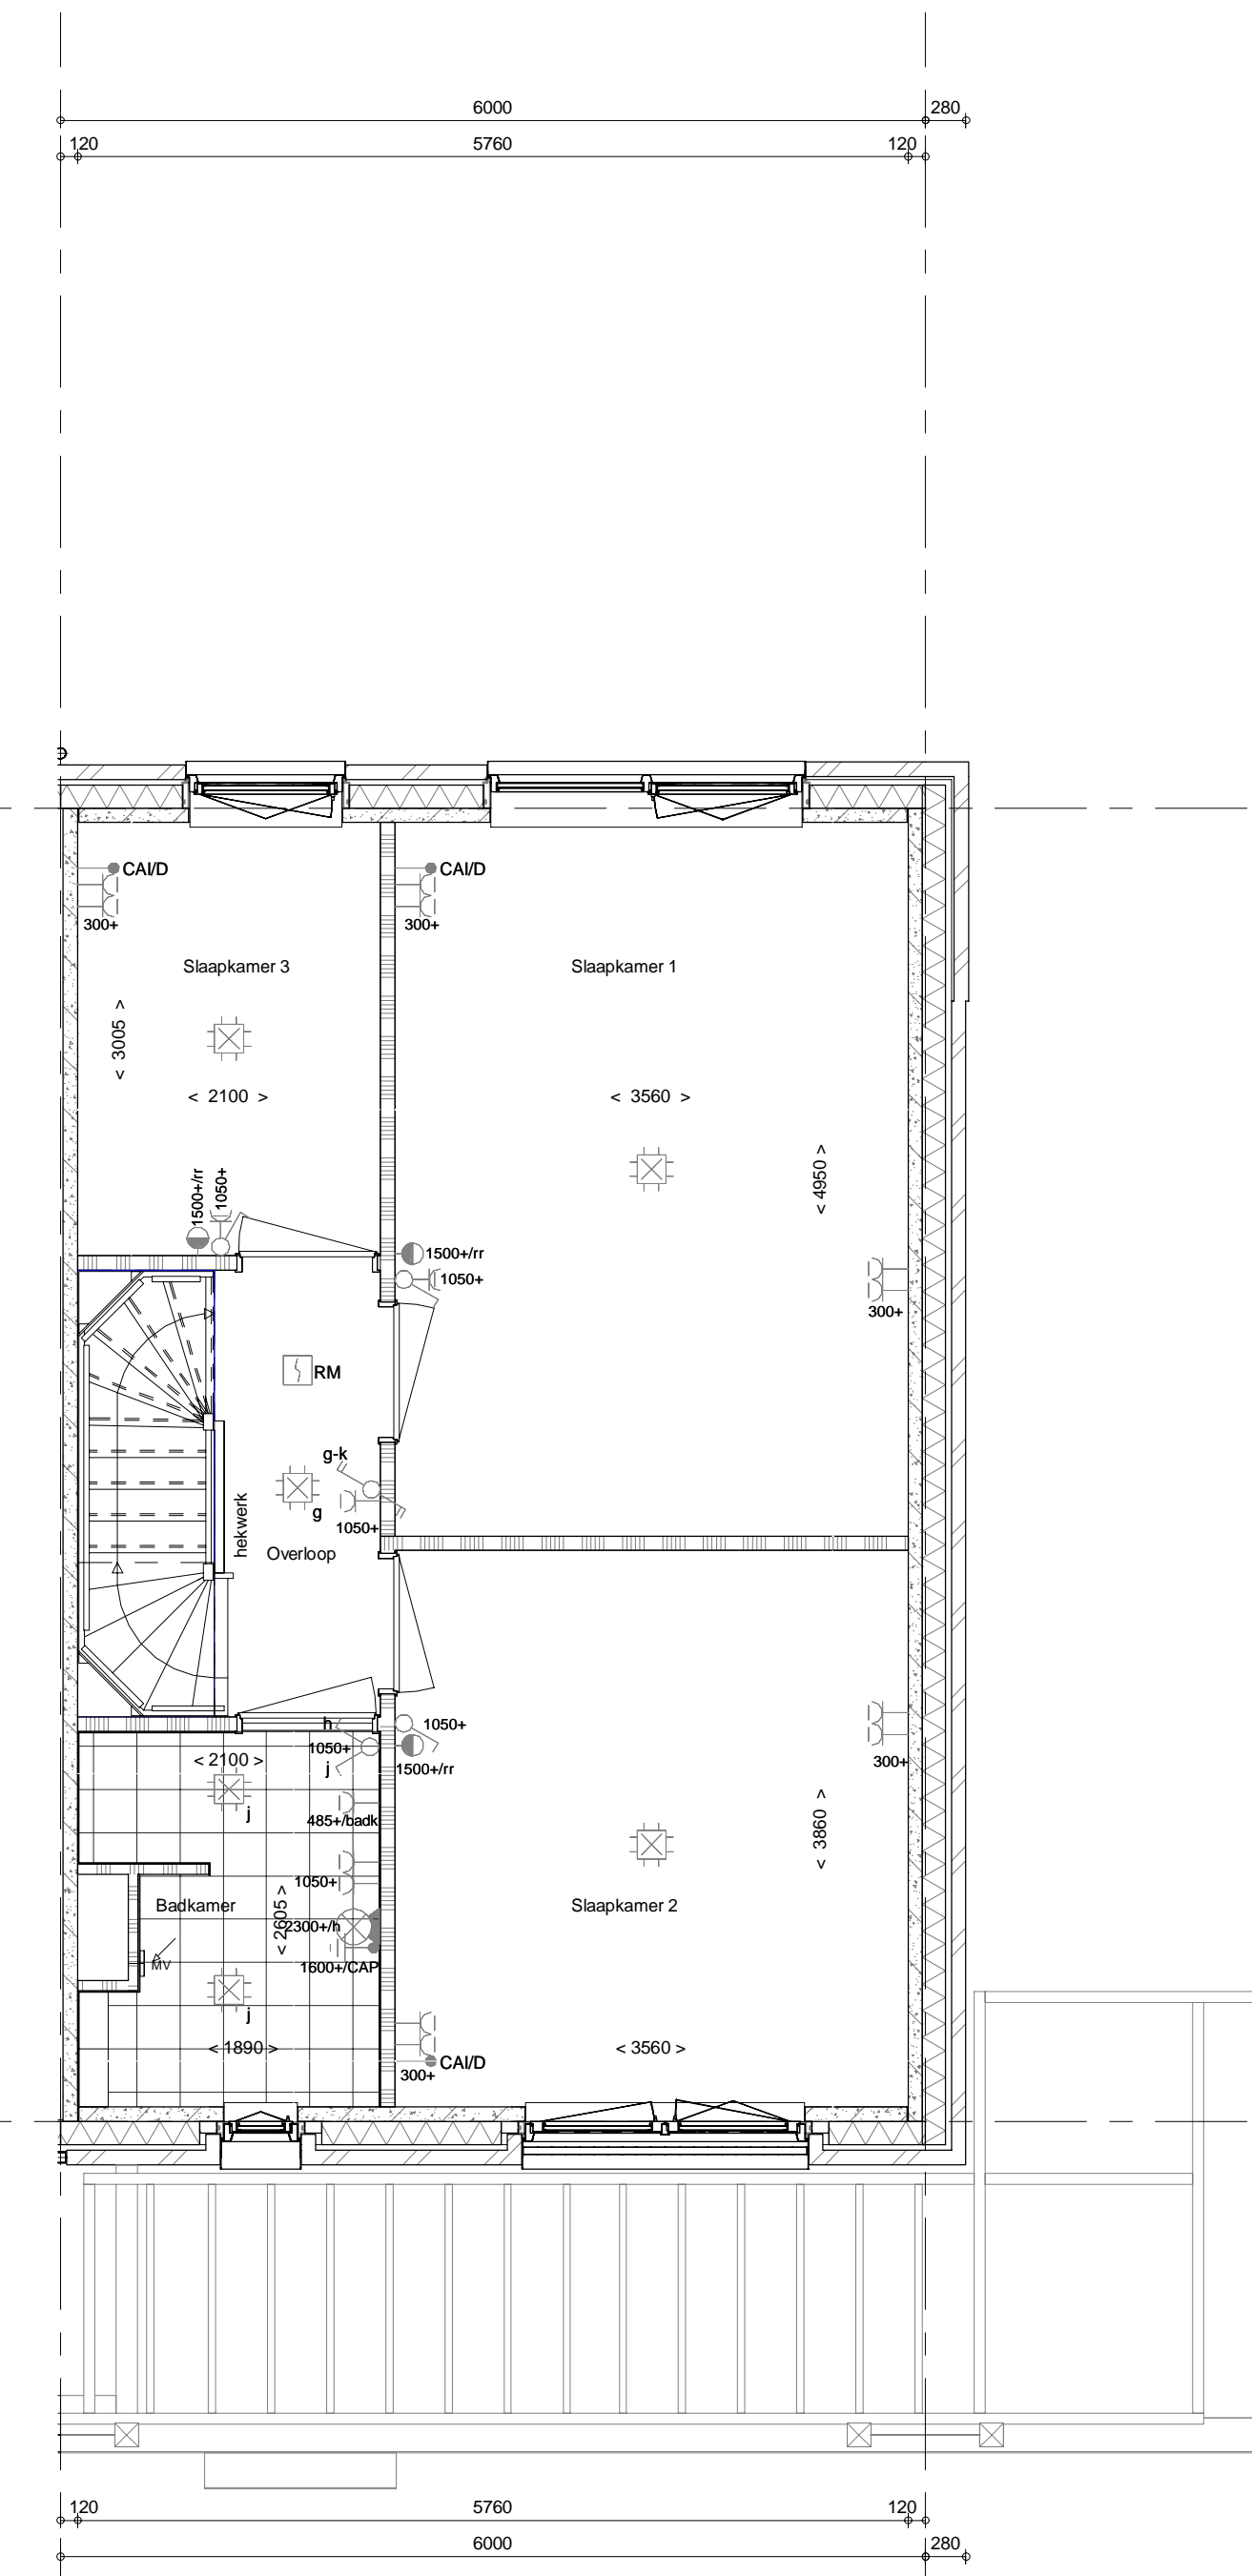 6000
280
120
5760
120
CAI/D
300+
CAI/D
300+
Slaapkamer 3
Slaapkamer 1
< 3005 >
< 2100 >
< 3560 >
< 4950 >
1500+/rr
1050+
1500+/rr
1050+
300+
RM
g-k
g
1050+
hekwerk
Overloop
h
1050+
1050+
j
1500+/rr
< 2100 >
300+
j
485+/badk
< 3860 >
1050+
Badkamer
< 2605 >
Slaapkamer 2
2300+/h
MV
1600+/CAP
j
< 1890 >
< 3560 >
CAI/D
300+
120
5760
120
6000
280